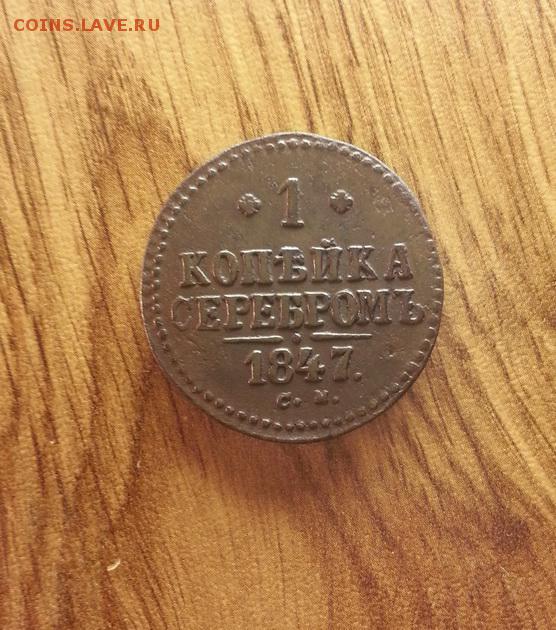 COINS.LAVE.RU
1
КОПѢЙКА
СЕРЕБРОМЪ
1847.
С. М.